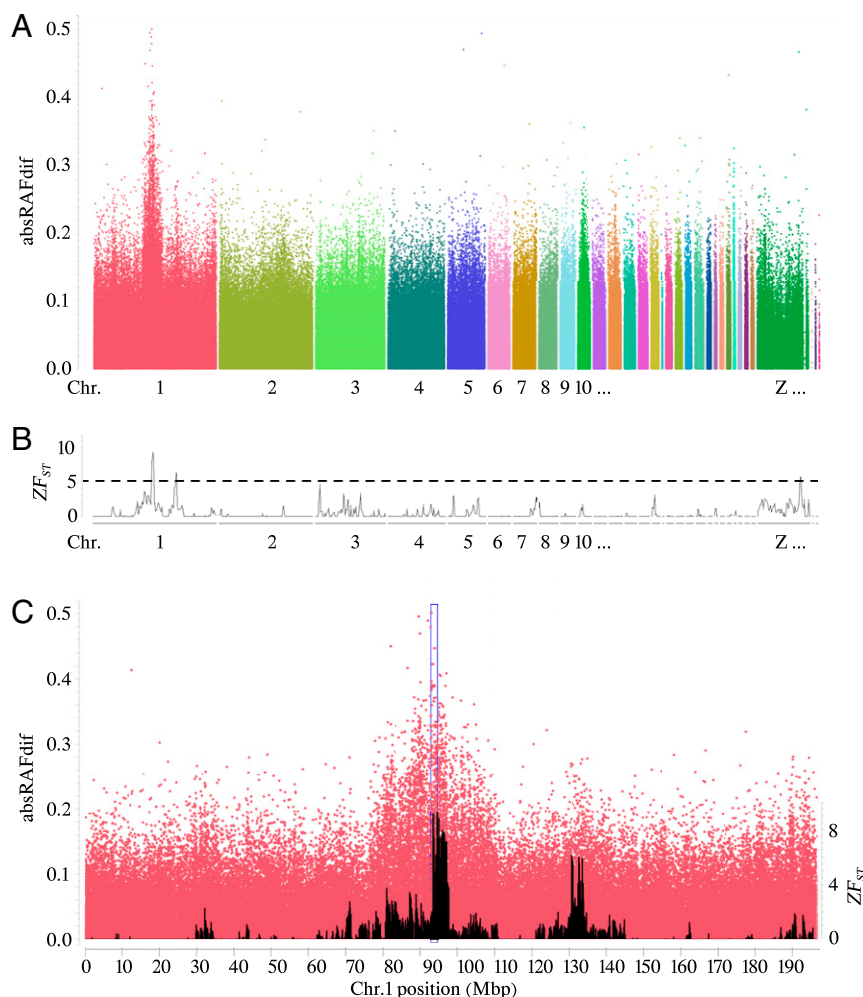 A
absRAFdif
0.5
0.4
0.3
0.2
0.1
0.0
Chr. 1 2 3 4 5 6 7 8 9 10 ... Z ...
B
ZF_ST
10
5
0
Chr. 1 2 3 4 5 6 7 8 9 10 ... Z ...
C
absRAFdif
0.5
0.4
0.3
0.2
0.1
0.0
8
4
0
ZF_ST
0 10 20 30 40 50 60 70 80 90 100 110 120 130 140 150 160 170 180 190
Chr.1 position (Mbp)